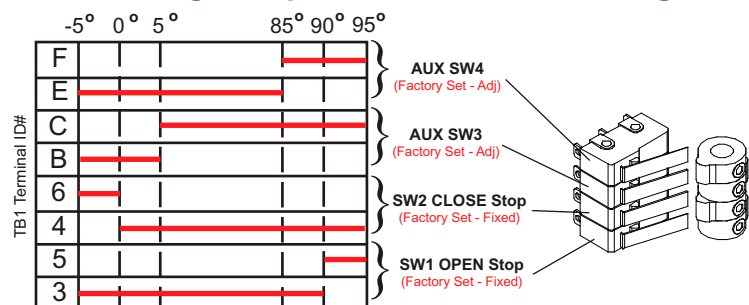 -5° 0° 5° 85° 90° 95°
TB1 Terminal ID#
F
E
C
B
6
4
5
3
AUX SW4
(Factory Set - Adj)
AUX SW3
(Factory Set - Adj)
SW2 CLOSE Stop
(Factory Set - Fixed)
SW1 OPEN Stop
(Factory Set - Fixed)